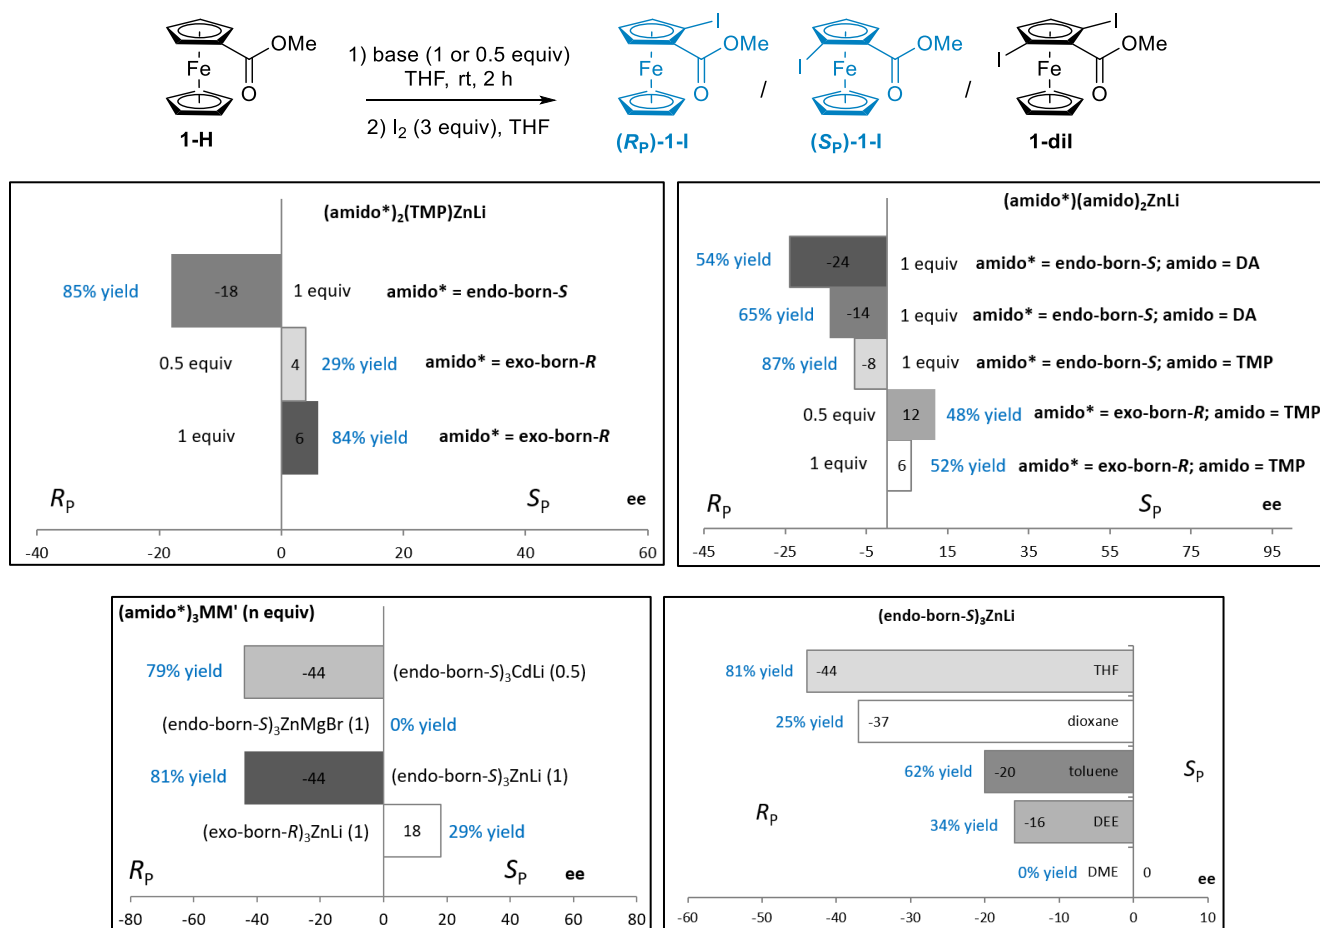 I
OMe
O
Fe
1-H
1) base (1 or 0.5 equiv)
THF, rt, 2 h
2) I2 (3 equiv), THF
OMe
Fe
O
(RP)-1-I
/
I
OMe
Fe
O
(SP)-1-I
/
I
I
OMe
Fe
O
1-diI
(amido*)2(TMP)ZnLi
85% yield -18 1 equiv amido* = endo-born-S
0.5 equiv 4 29% yield amido* = exo-born-R
1 equiv 6 84% yield amido* = exo-born-R
RP SP ee
-40 -20 0 20 40 60
(amido*)(amido)2ZnLi
54% yield -24 1 equiv amido* = endo-born-S; amido = DA
65% yield -14 1 equiv amido* = endo-born-S; amido = DA
87% yield -8 1 equiv amido* = endo-born-S; amido = TMP
0.5 equiv 12 48% yield amido* = exo-born-R; amido = TMP
1 equiv 6 52% yield amido* = exo-born-R; amido = TMP
RP SP ee
-45 -25 -5 15 35 55 75 95
(amido*)3MM' (n equiv)
79% yield -44 (endo-born-S)3CdLi (0.5)
(endo-born-S)3ZnMgBr (1) 0% yield
81% yield -44 (endo-born-S)3ZnLi (1)
(exo-born-R)3ZnLi (1) 18 29% yield
RP SP ee
-80 -60 -40 -20 0 20 40 60 80
(endo-born-S)3ZnLi
81% yield -44 THF
25% yield -37 dioxane
62% yield -20 toluene SP
RP 34% yield -16 DEE
0% yield DME 0 ee
-60 -50 -40 -30 -20 -10 0 10